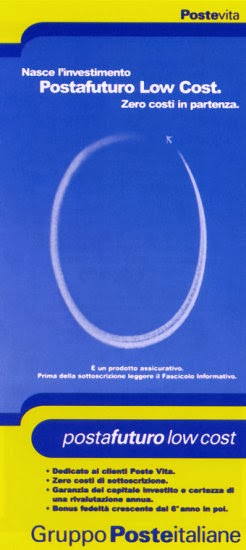 Postevita
Nasce l'investimento
Postafuturo Low Cost.
Zero costi in partenza.
È un prodotto assicurativo.
Prima della sottoscrizione leggere il Fascicolo Informativo.
postafuturo low cost
• Dedicato ai clienti Poste Vita.
• Zero costi di sottoscrizione.
• Garanzia del capitale investito e certezza di
una rivalutazione annua.
• Bonus fedeltà crescente dal 6°anno in poi.
Gruppo Posteitaliane